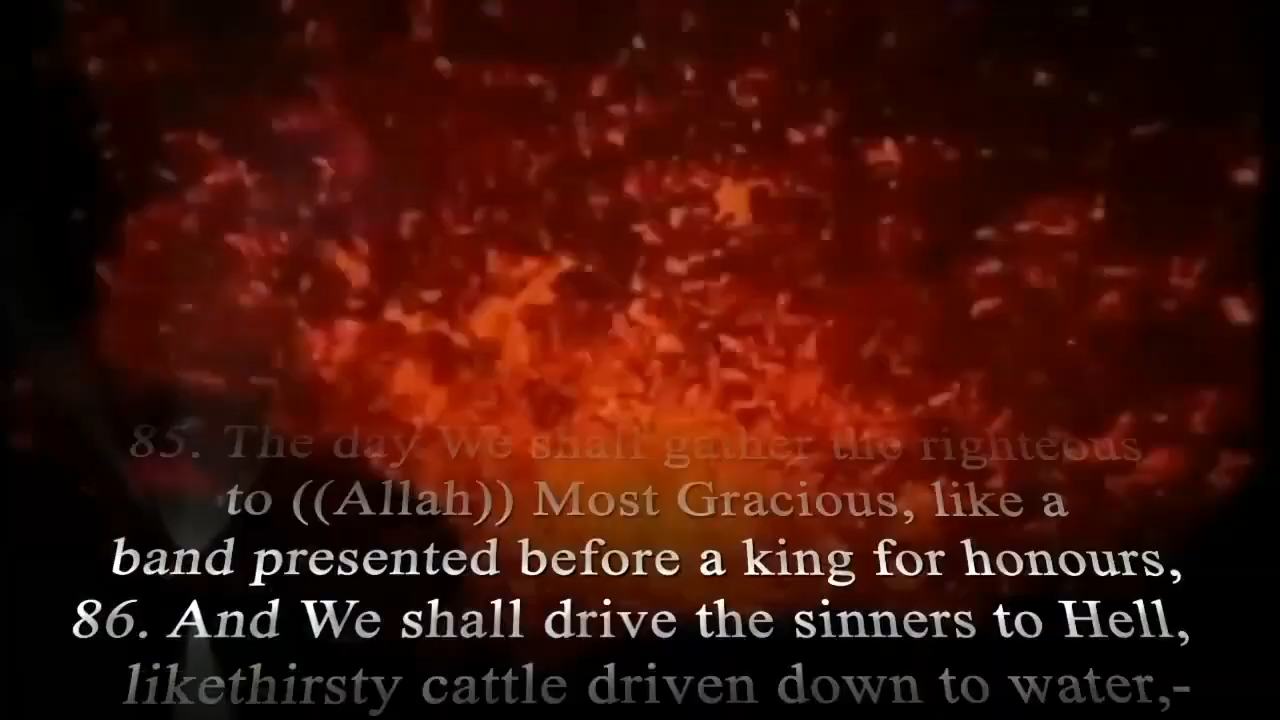 85. The day We shall gather the righteous
to ((Allah)) Most Gracious, like a
band presented before a king for honours,
86. And We shall drive the sinners to Hell,
likethirsty cattle driven down to water,-